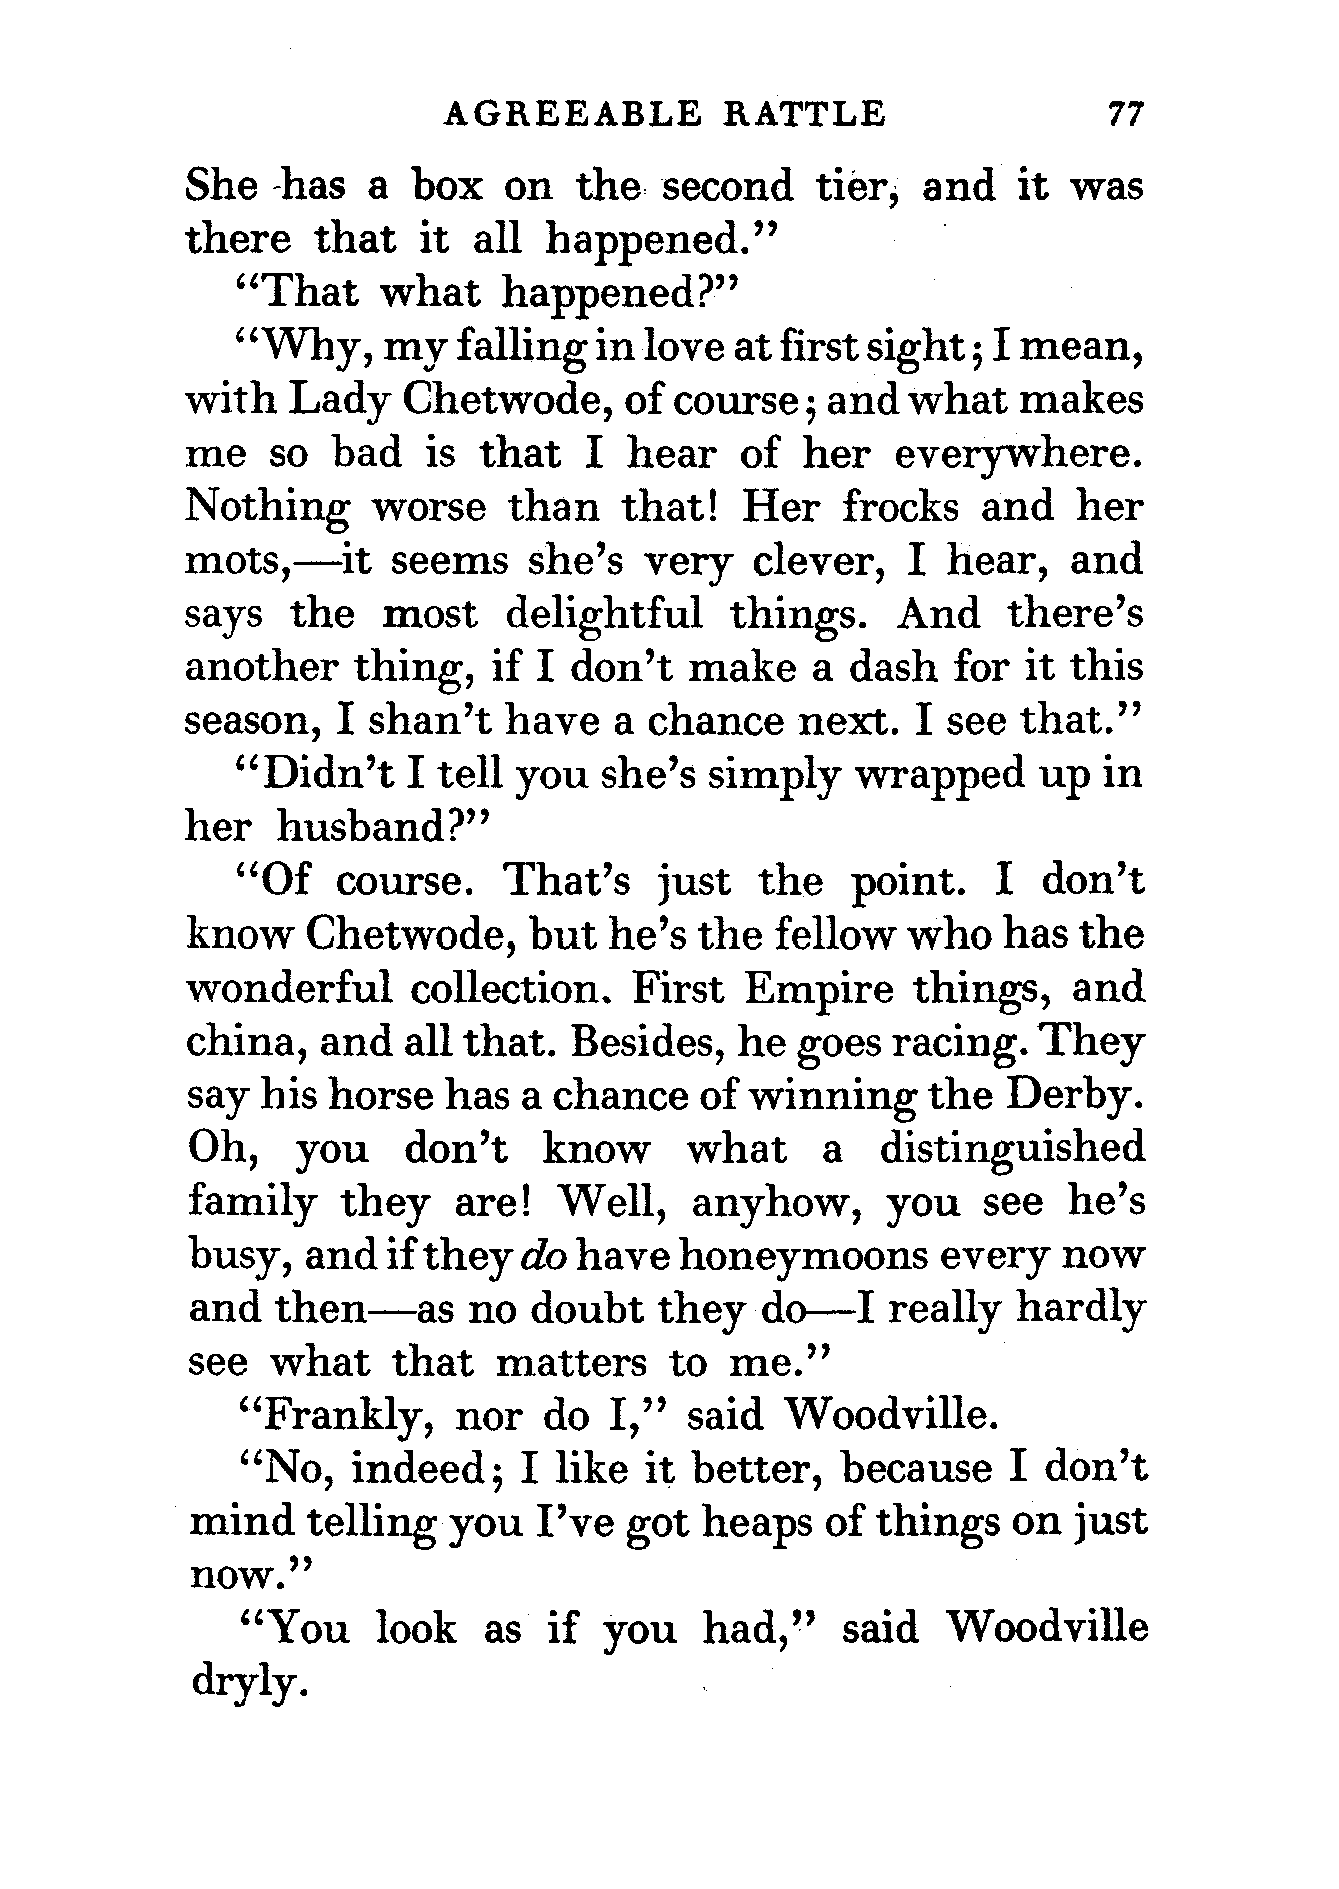 AGREEABLE RATTLE 77
She has a box on the second tier, and it was
there that it all happened."
"That what happened?"
"Why, my falling in love at first sight; I mean,
with Lady Chetwode, of course; and what makes
me so bad is that I hear of her everywhere.
Nothing worse than that! Her frocks and her
mots,—it seems she's very clever, I hear, and
says the most delightful things. And there's
another thing, if I don't make a dash for it this
season, I shan't have a chance next. I see that."
"Didn't I tell you she's simply wrapped up in
her husband?"
"Of course. That's just the point. I don't
know Chetwode, but he's the fellow who has the
wonderful collection. First Empire things, and
china, and all that. Besides, he goes racing. They
say his horse has a chance of winning the Derby.
Oh, you don't know what a distinguished
family they are! Well, anyhow, you see he's
busy, and if they do have honeymoons every now
and then—as no doubt they do—I really hardly
see what that matters to me."
"Frankly, nor do I," said Woodville.
"No, indeed; I like it better, because I don't
mind telling you I've got heaps of things on just
now."
"You look as if you had," said Woodville
dryly.